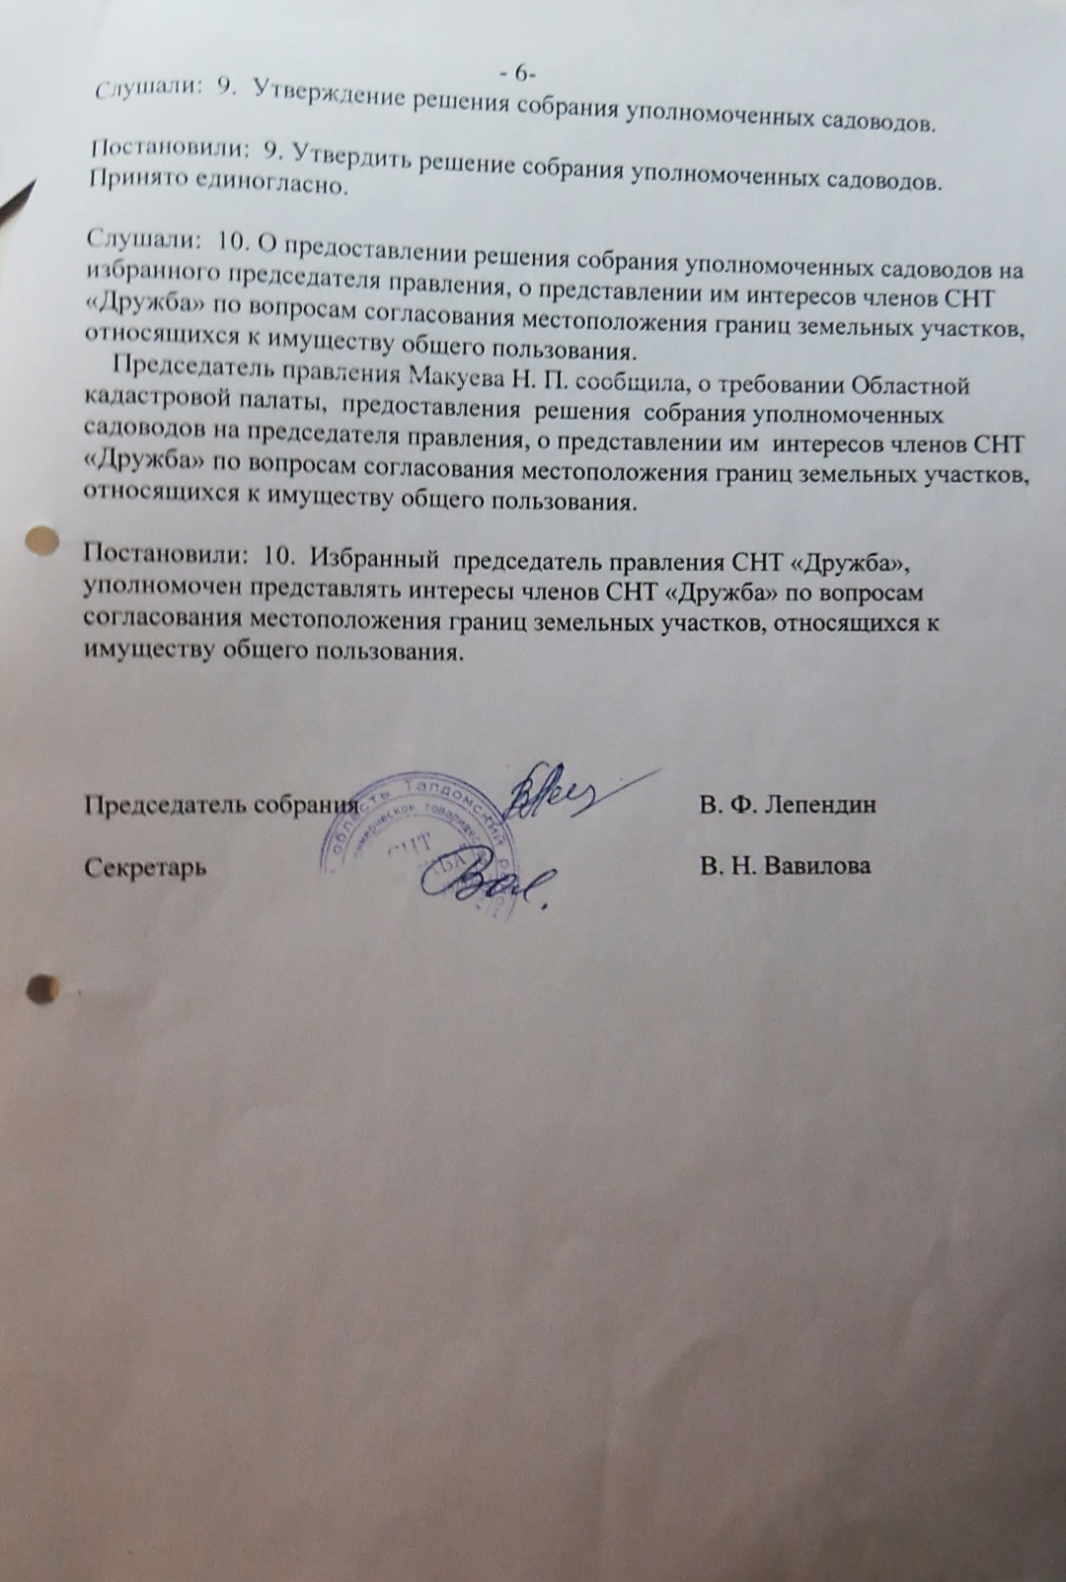 - 6-
Слушали: 9. Утверждение решения собрания уполномоченных садоводов.
Постановили: 9. Утвердить решение собрания уполномоченных садоводов.
Принято единогласно.
Слушали: 10. О предоставлении решения собрания уполномоченных садоводов на
избранного председателя правления, о представлении им интересов членов СНТ
«Дружба» по вопросам согласования местоположения границ земельных участков,
относящихся к имуществу общего пользования.
Председатель правления Макуева Н. П. сообщила, о требовании Областной
кадастровой палаты, предоставления решения собрания уполномоченных
садоводов на председателя правления, о представлении им интересов членов СНТ
«Дружба» по вопросам согласования местоположения границ земельных участков,
относящихся к имуществу общего пользования.
Постановили: 10. Избранный председатель правления СНТ «Дружба»,
уполномочен представлять интересы членов СНТ «Дружба» по вопросам
согласования местоположения границ земельных участков, относящихся к
имуществу общего пользования.
Председатель собрания
В. Ф. Лепендин
область Талдомский
СНТ
Секретарь
В. Н. Вавилова